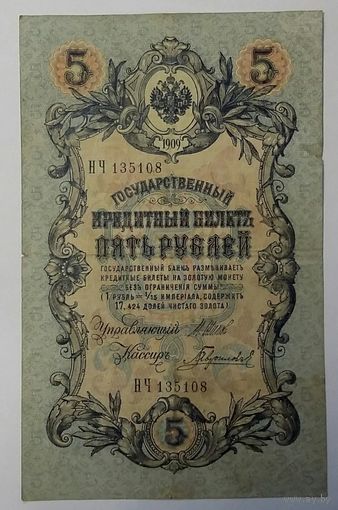 5 5
1909
НЧ 135108
ГОСУДАРСТВЕННЫЙ
КРЕДИТНЫЙ БИЛЕТЪ
ПЯТЬ РУБЛЕЙ
ГОСУДАРСТВЕННЫЙ БАНКЪ РАЗМѢНИВАЕТЪ
КРЕДИТНЫЕ БИЛЕТЫ НА ЗОЛОТУЮ МОНЕТУ
БЕЗЪ ОГРАНИЧЕНІЯ СУММЫ
(1 РУБЛЬ = 1/15 ИМПЕРІАЛА, СОДЕРЖИТЪ
17,424 ДОЛЕЙ ЧИСТАГО ЗОЛОТА)
Управляющій
Кассиръ
НЧ 135108
5